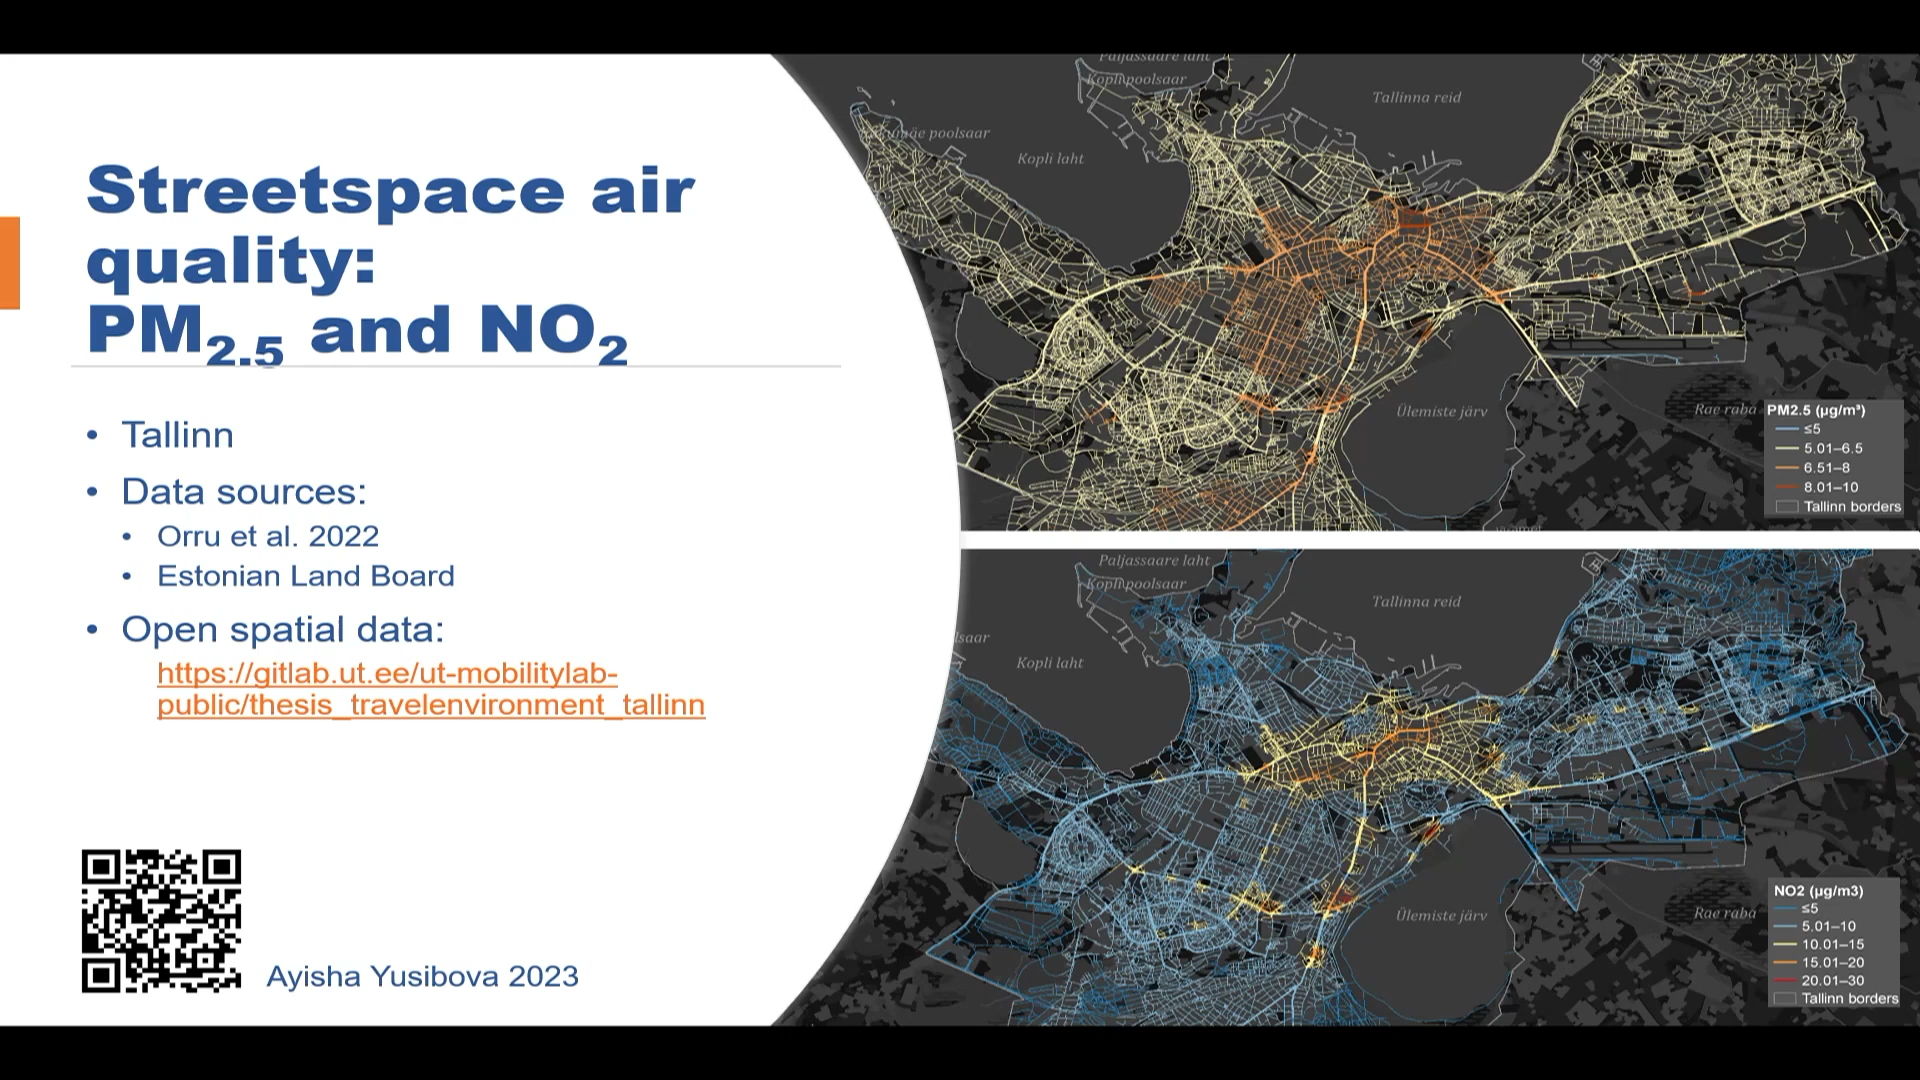 Streetspace air
quality:
PM2.5 and NO2
• Tallinn
• Data sources:
• Orru et al. 2022
• Estonian Land Board
• Open spatial data:
https://gitlab.ut.ee/ut-mobilitylab-
public/thesis_travelenvironment_tallinn
Ayisha Yusibova 2023
Paljassaare laht
Kopli poolsaar
Tallinna reid
poolsaar
Kopli laht
Ülemiste järv
Rae raba
PM2.5 (µg/m³)
≤5
5.01–6.5
6.51–8
8.01–10
Tallinn borders
Paljassaare laht
Kopli poolsaar
Pirita jõgi
Tallinna reid
lsaar
Kopli laht
Ülemiste järv
Rae raba
NO2 (µg/m3)
≤5
5.01–10
10.01–15
15.01–20
20.01–30
Tallinn borders